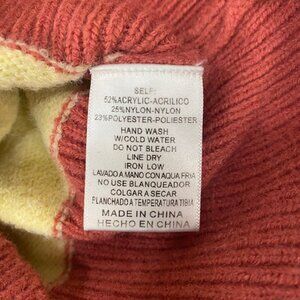 SELF:
52%ACRYLIC-ACRILICO
25%NYLON-NYLON
23%POLYESTER-POLIESTER
HAND WASH
W/COLD WATER
DO NOT BLEACH
LINE DRY
IRON LOW
LAVADO A MANO CON AQUA FRIA
NO USE BLANQUEADOR
COLGAR A SECAR
PLANCHADO A TEMPERATURA TIBIA
MADE IN CHINA
HECHO EN CHINA